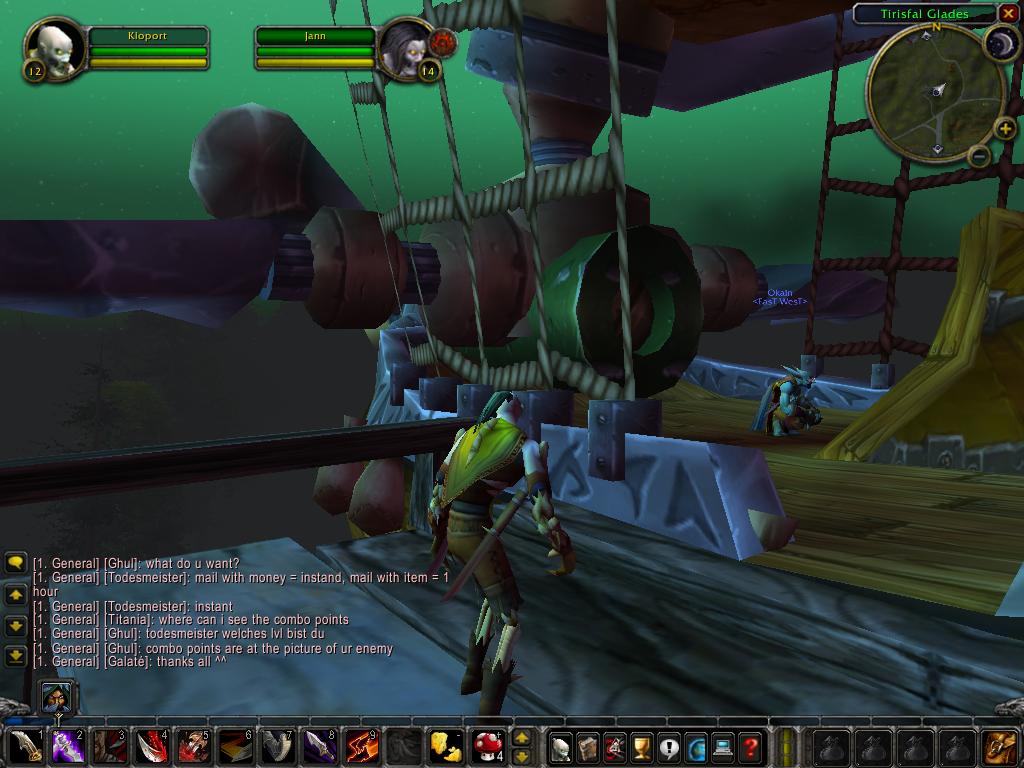 Kloport
12
Jann
14
Tirisfal Glades
N
Okain
<FasT WesT>
[1. General] [Ghul]: what do u want?
[1. General] [Todesmeister]: mail with money = instand, mail with item = 1
hour
[1. General] [Todesmeister]: instant
[1. General] [Titania]: where can i see the combo points
[1. General] [Ghul]: todesmeister welches lvl bist du
[1. General] [Ghul]: combo points are at the picture of ur enemy
[1. General] [Galaté]: thanks all ^^
1 2 3 4 5 6 7 8 9 - 4